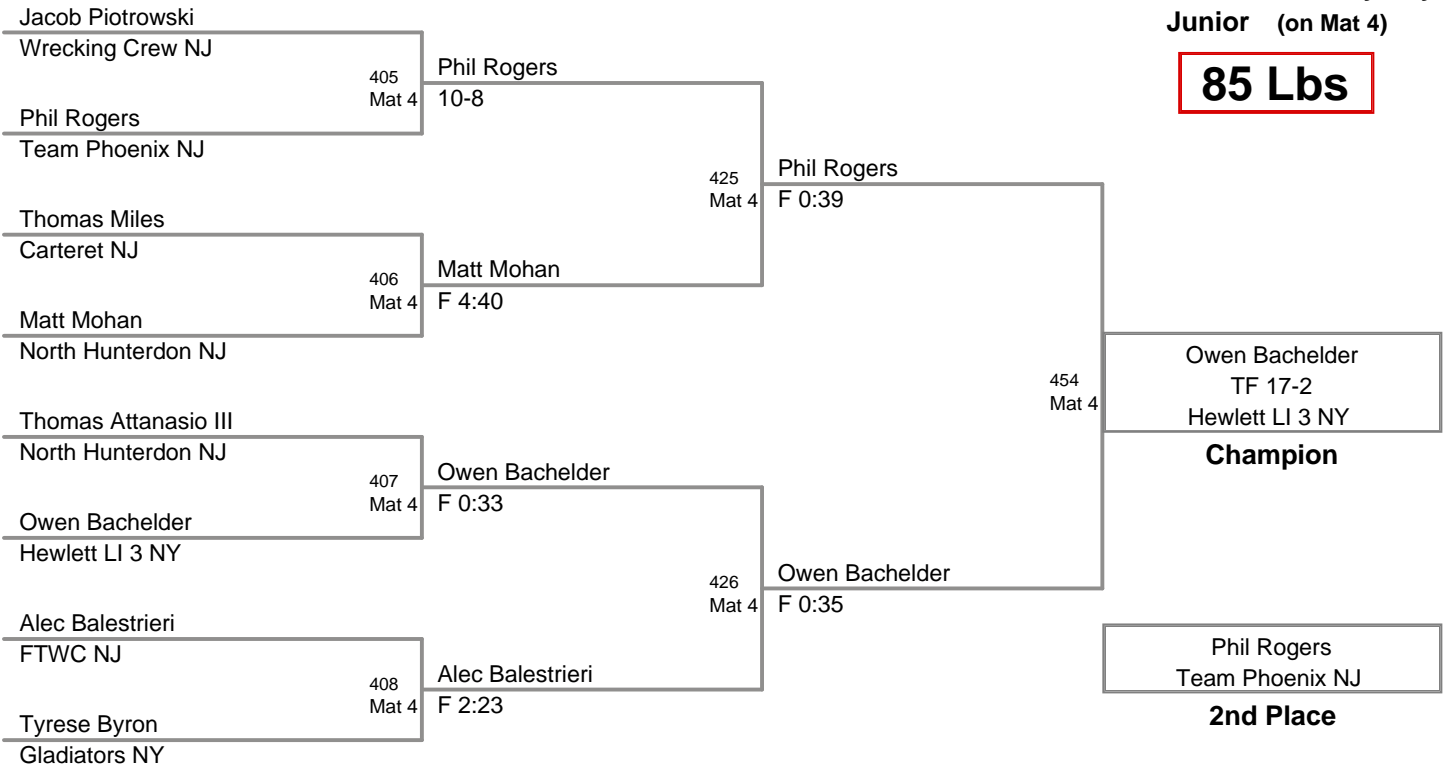 Junior (on Mat 4)
85 Lbs
Jacob Piotrowski
Wrecking Crew NJ
405
Mat 4
Phil Rogers
10-8
Phil Rogers
Team Phoenix NJ
425
Mat 4
Phil Rogers
F 0:39
Thomas Miles
Carteret NJ
406
Mat 4
Matt Mohan
F 4:40
Matt Mohan
North Hunterdon NJ
454
Mat 4
Owen Bachelder
TF 17-2
Hewlett LI 3 NY
Champion
Thomas Attanasio III
North Hunterdon NJ
407
Mat 4
Owen Bachelder
F 0:33
Owen Bachelder
Hewlett LI 3 NY
426
Mat 4
Owen Bachelder
F 0:35
Alec Balestrieri
FTWC NJ
408
Mat 4
Alec Balestrieri
F 2:23
Tyrese Byron
Gladiators NY
Phil Rogers
Team Phoenix NJ
2nd Place